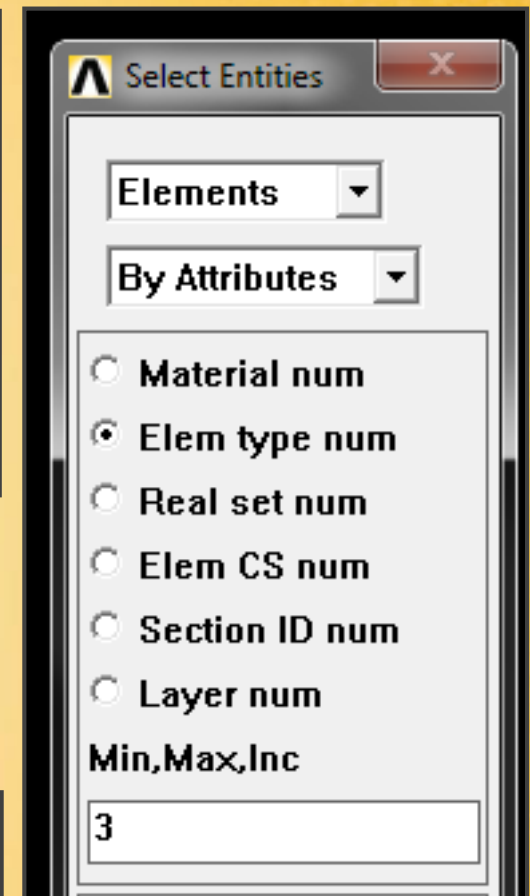 Select Entities
Elements
By Attributes
Material num
Elem type num
Real set num
Elem CS num
Section ID num
Layer num
Min,Max,Inc
3